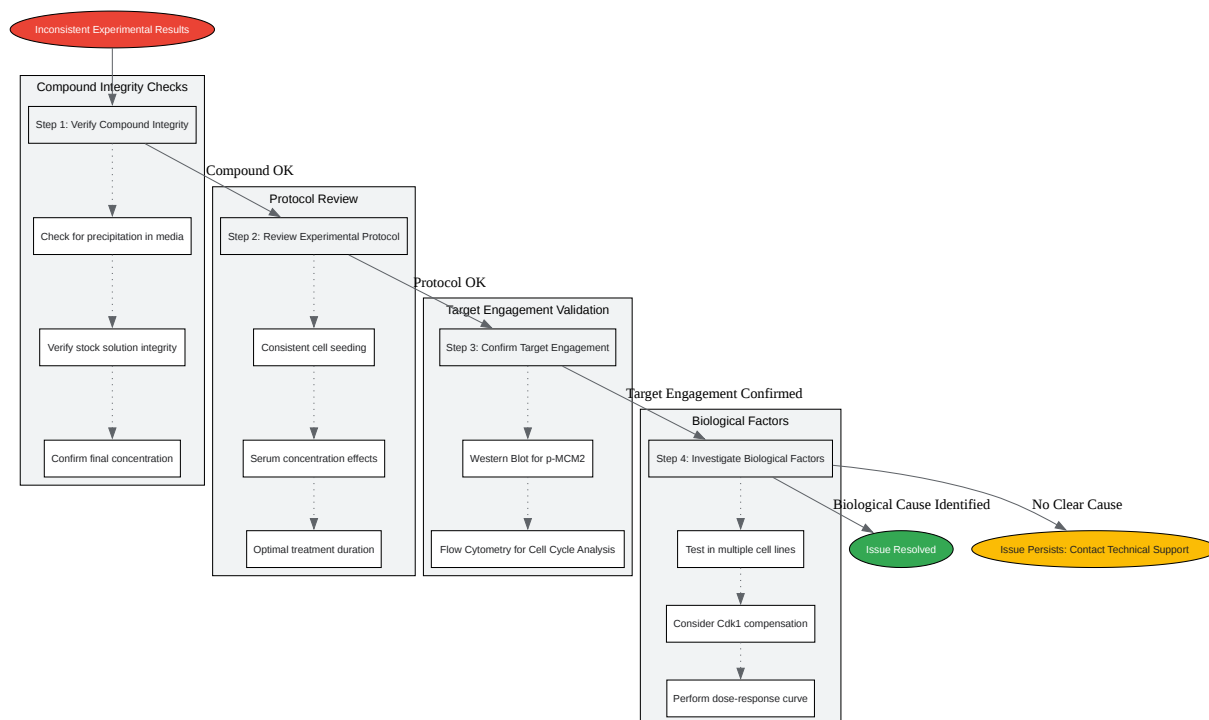 Inconsistent Experimental Results
Compound Integrity Checks
Step 1: Verify Compound Integrity
Compound OK
Check for precipitation in media
Verify stock solution integrity
Confirm final concentration
Protocol Review
Step 2: Review Experimental Protocol
Protocol OK
Consistent cell seeding
Serum concentration effects
Optimal treatment duration
Target Engagement Validation
Step 3: Confirm Target Engagement
Target Engagement Confirmed
Western Blot for p-MCM2
Flow Cytometry for Cell Cycle Analysis
Biological Factors
Step 4: Investigate Biological Factors
Biological Cause Identified
No Clear Cause
Test in multiple cell lines
Consider Cdk1 compensation
Perform dose-response curve
Issue Resolved
Issue Persists: Contact Technical Support